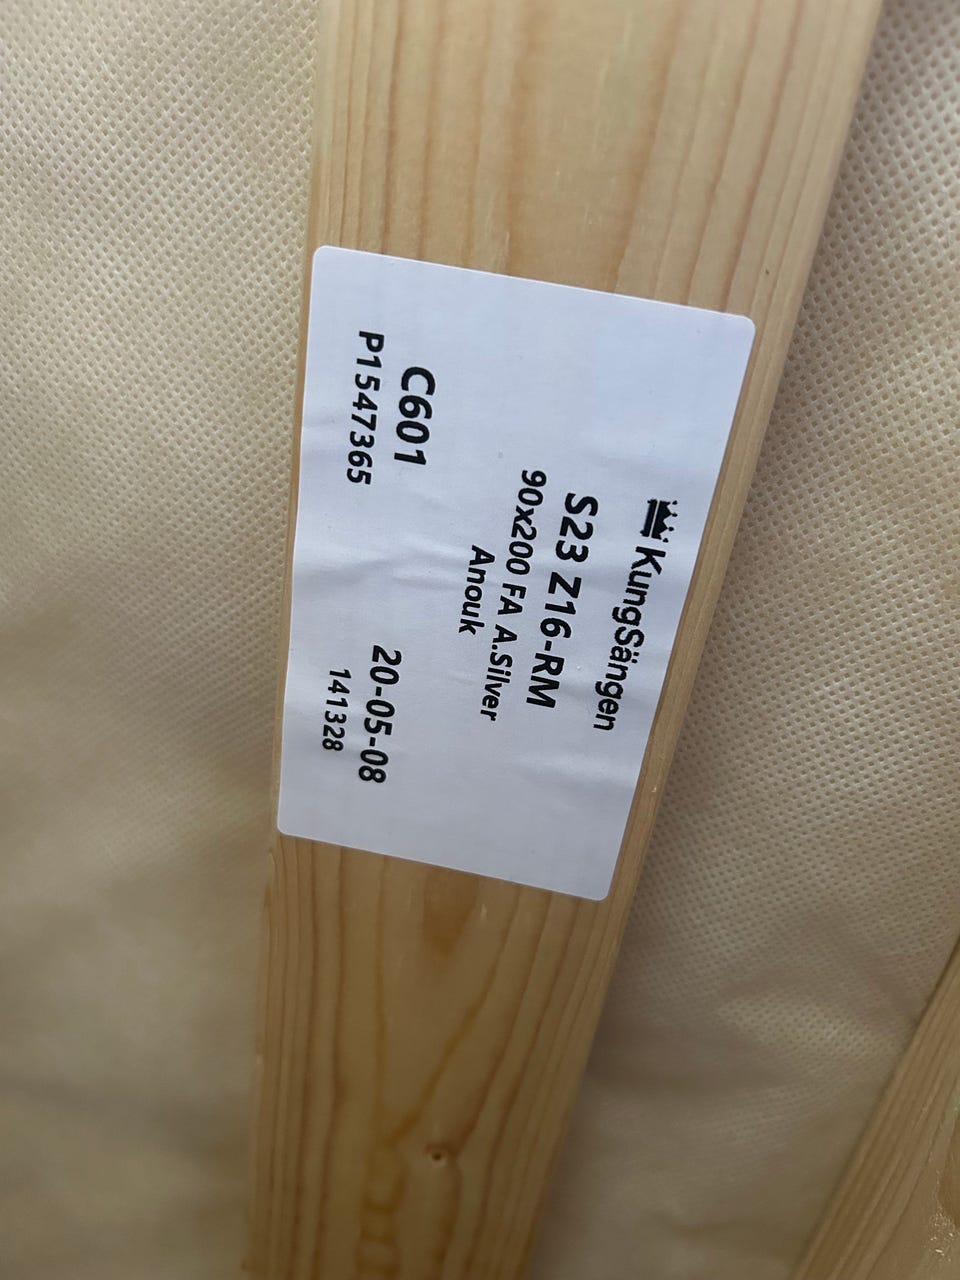 KungSängen
S23 Z16-RM
90x200 FA A.Silver
Anouk
C601
P1547365
20-05-08
141328